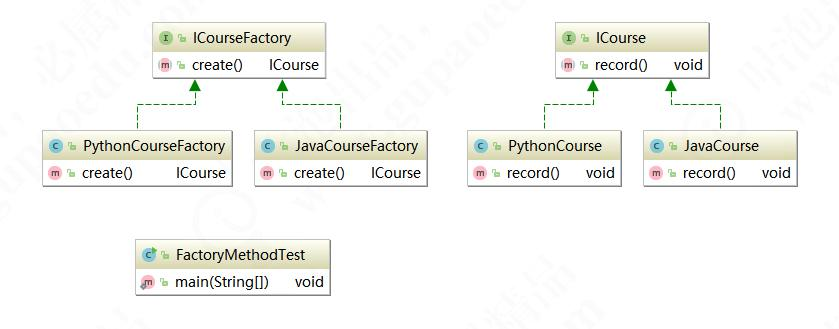 ICourseFactory
create() ICourse
ICourse
record() void
PythonCourseFactory
create() ICourse
JavaCourseFactory
create() ICourse
PythonCourse
record() void
JavaCourse
record() void
FactoryMethodTest
main(String[]) void